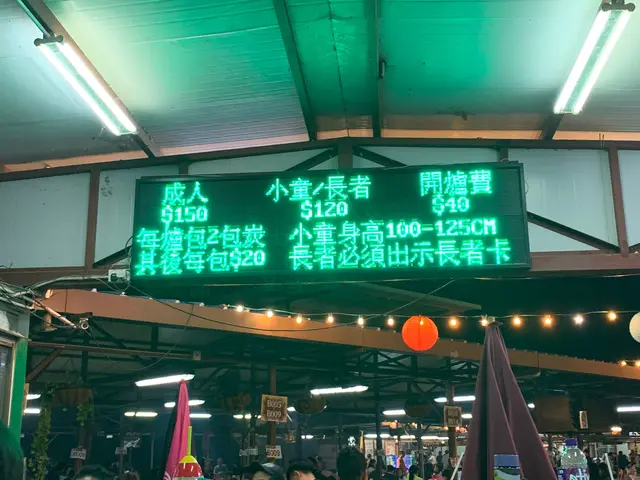 成人 小童/長者 開爐費
$150 $120 $40
每爐包2包炭 小童身高100-125CM
其後每包$20 長者必須出示長者卡
B005
B009